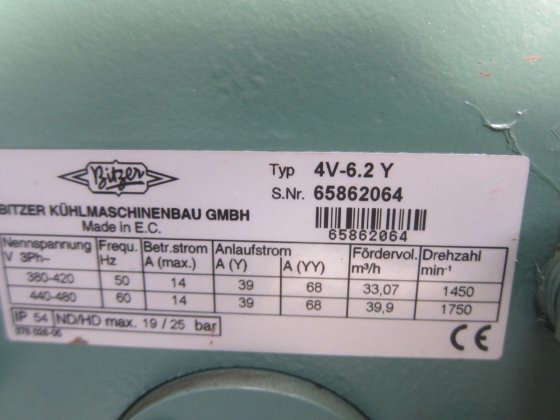 Bitzer
Typ 4V-6.2 Y
S.Nr. 65862064
65862064
BITZER KÜHLMASCHINENBAU GMBH
Made in E.C.
Nennspannung Frequ. Betr.strom Anlaufstrom Fördervol. Drehzahl
V 3Ph~ Hz A (max.) A (Y) A (YY) m³/h min⁻¹
380-420 50 14 39 68 33,07 1450
440-480 60 14 39 68 39,9 1750
IP 54 ND/HD max. 19 / 25 bar
378 028-05
CE